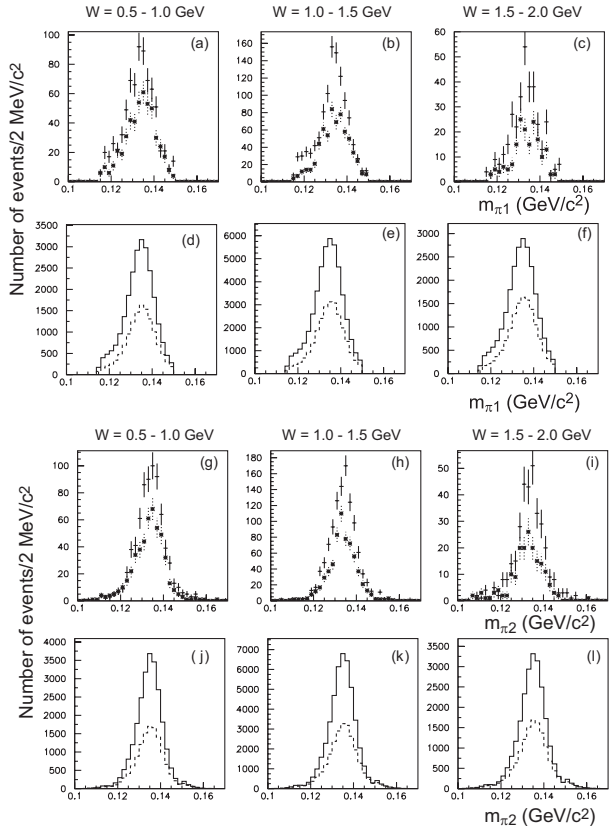 W = 0.5 - 1.0 GeV W = 1.0 - 1.5 GeV W = 1.5 - 2.0 GeV
Number of events/2 MeV/c²
(a) (b) (c)
100 80 60 40 20 0
160 140 120 100 80 60 40 20 0
60 50 40 30 20 10 0
0.1 0.12 0.14 0.16 0.1 0.12 0.14 0.16 0.1 0.12 0.14 0.16
mπ1 (GeV/c²)
(d) (e) (f)
3500 3000 2500 2000 1500 1000 500 0
6000 5000 4000 3000 2000 1000 0
3000 2500 2000 1500 1000 500 0
0.1 0.12 0.14 0.16 0.1 0.12 0.14 0.16 0.1 0.12 0.14 0.16
mπ1 (GeV/c²)
W = 0.5 - 1.0 GeV W = 1.0 - 1.5 GeV W = 1.5 - 2.0 GeV
Number of events/2 MeV/c²
(g) (h) (i)
100 80 60 40 20 0
180 160 140 120 100 80 60 40 20 0
50 40 30 20 10 0
0.1 0.12 0.14 0.16 0.1 0.12 0.14 0.16 0.1 0.12 0.14 0.16
mπ2 (GeV/c²)
(j) (k) (l)
4000 3500 3000 2500 2000 1500 1000 500 0
8000 7000 6000 5000 4000 3000 2000 1000 0
3500 3000 2500 2000 1500 1000 500 0
0.1 0.12 0.14 0.16 0.1 0.12 0.14 0.16 0.1 0.12 0.14 0.16
mπ2 (GeV/c²)